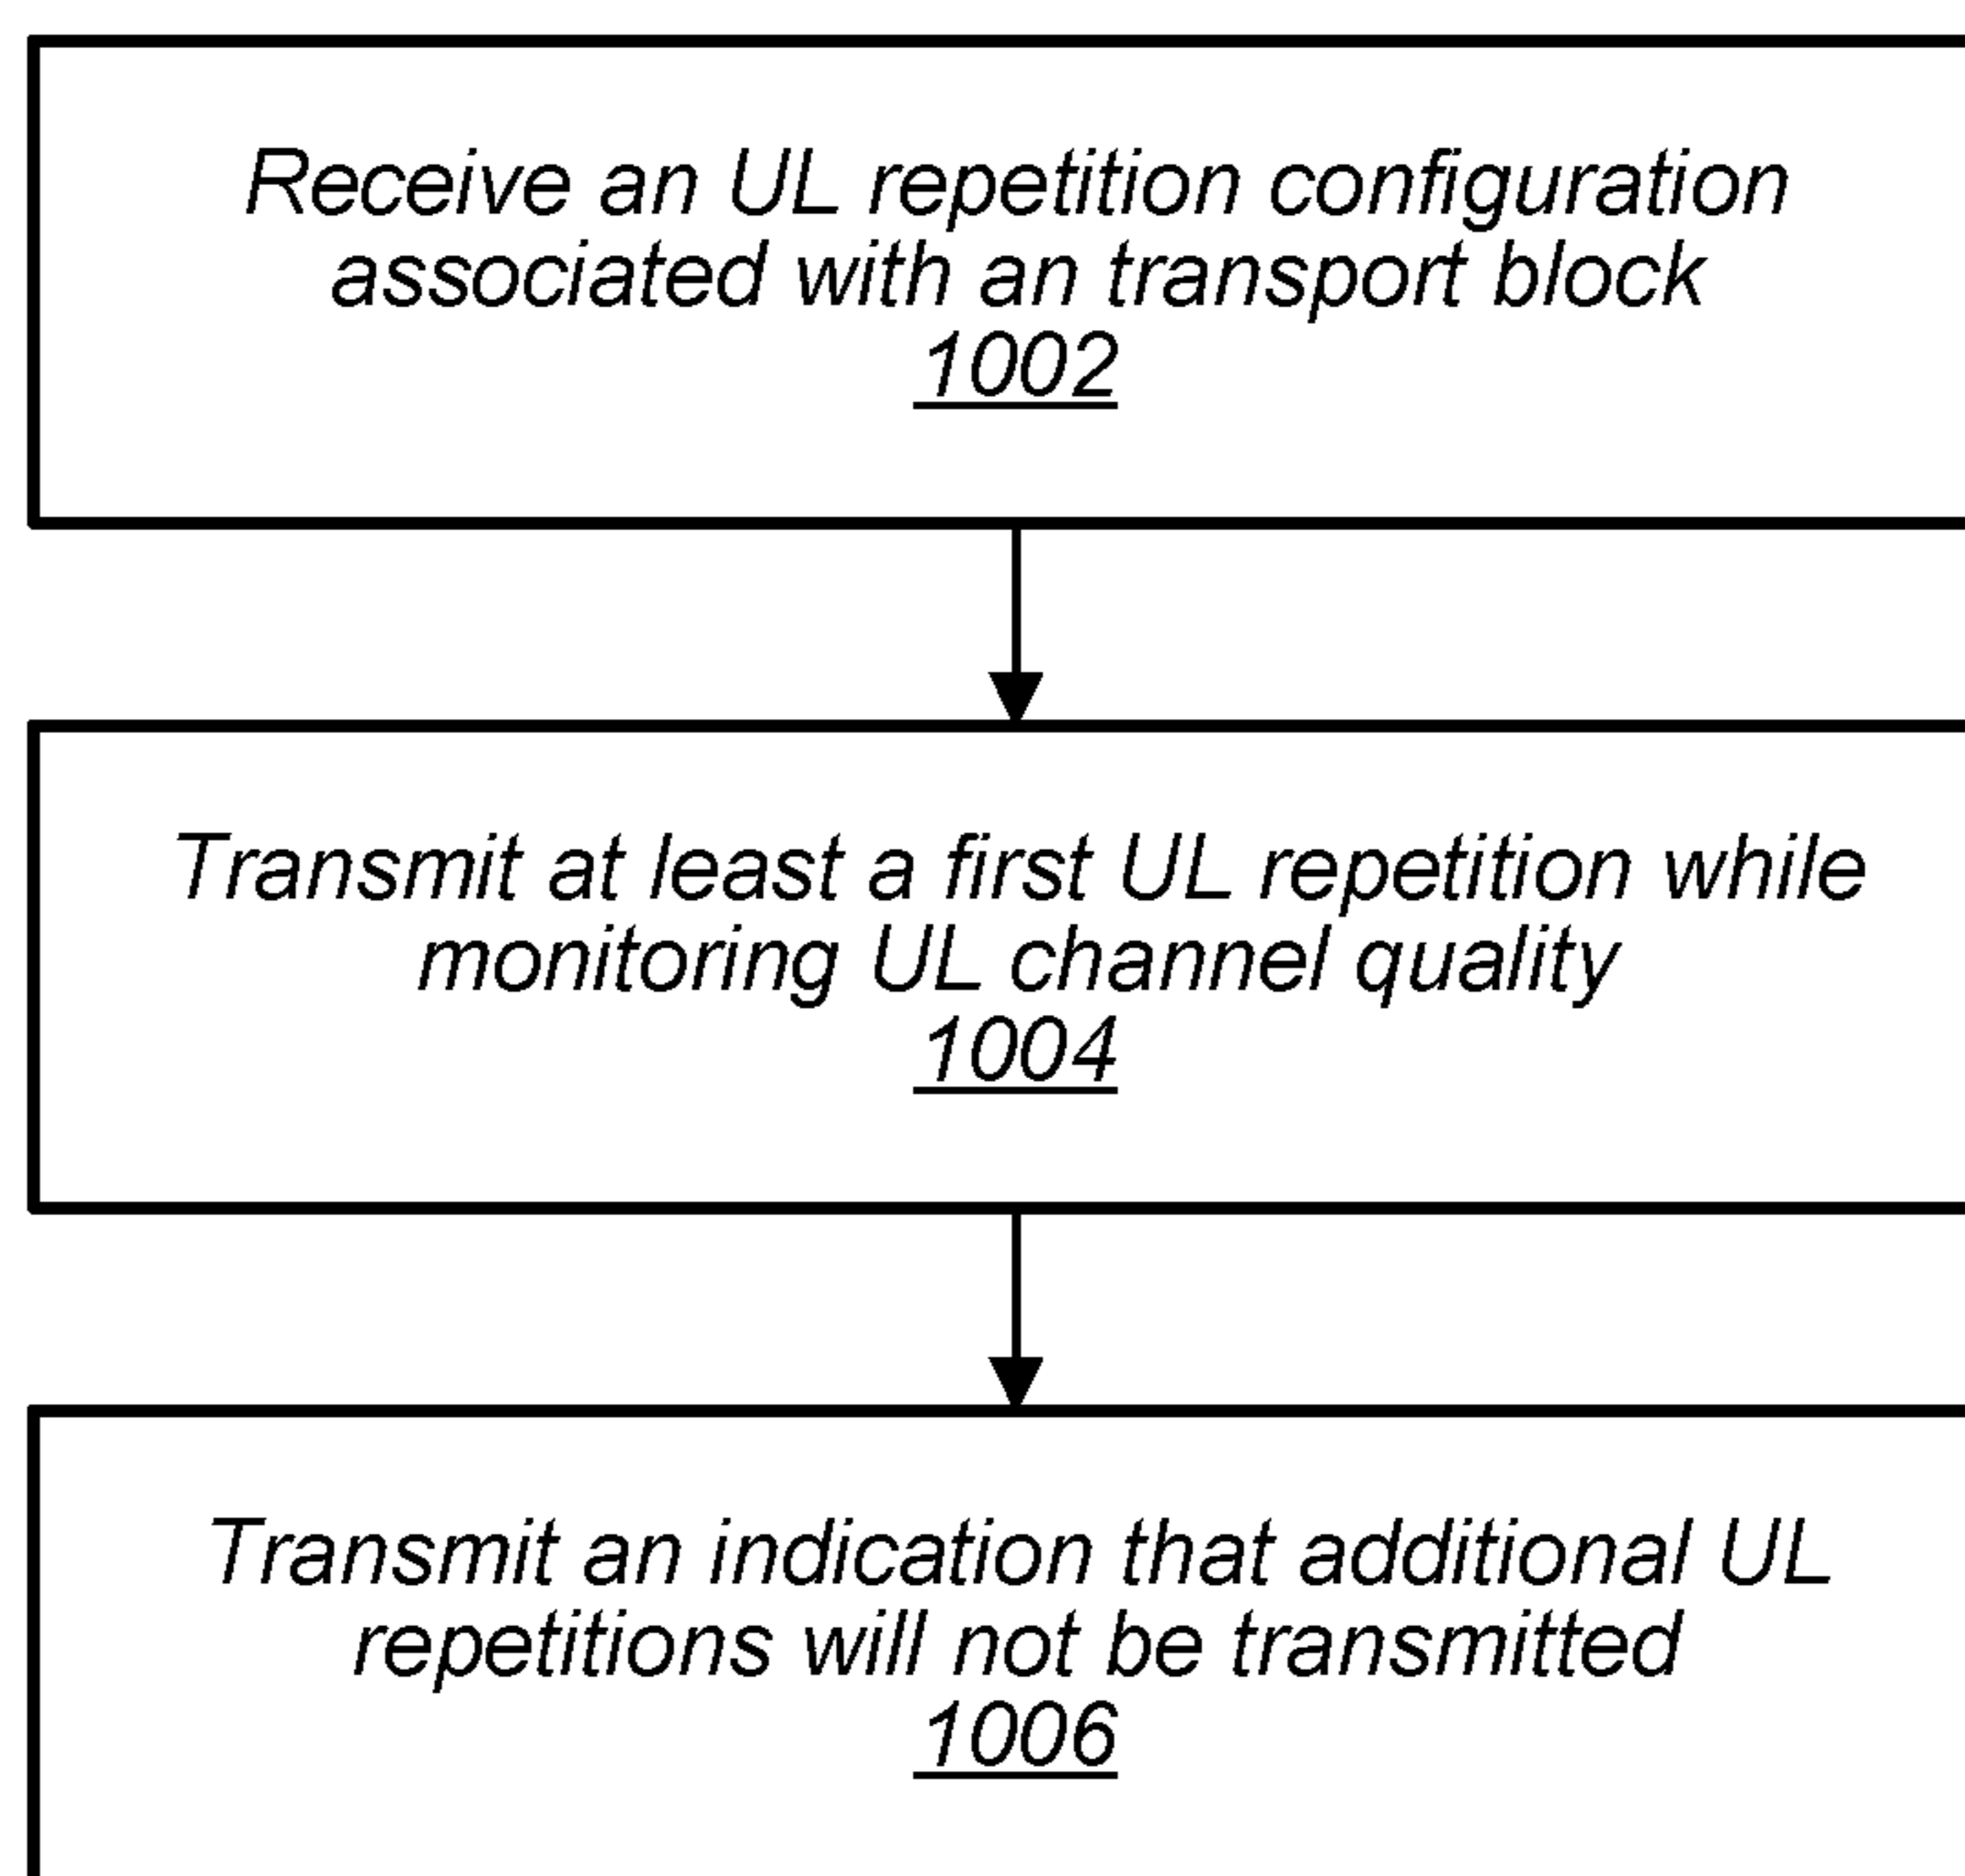 Receive an UL repetition configuration
associated with an transport block
1002
Transmit at least a first UL repetition while
monitoring UL channel quality
1004
Transmit an indication that additional UL
repetitions will not be transmitted
1006